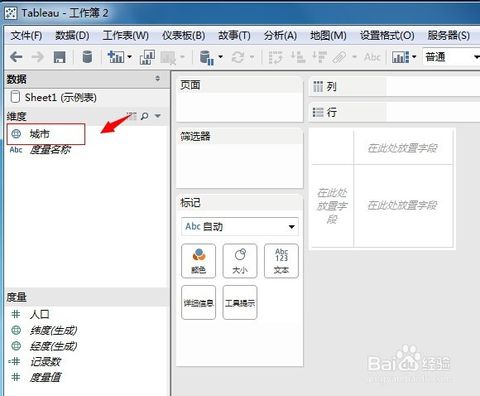 Tableau - 工作簿 2
文件(F) 数据(D) 工作表(W) 仪表板(B) 故事(T) 分析(A) 地图(M) 设置格式(O) 服务器(S)
普通
数据
Sheet1 (示例表)
维度
城市
Abc 度量名称
度量
人口
纬度(生成)
经度(生成)
记录数
度量值
页面
筛选器
标记
Abc 自动
颜色 大小 Abc 123 文本
详细信息 工具提示
列
行
在此处放置字段
在此处放置字段
在此处放置字段
Baidu 经验
jingyan.baidu.com